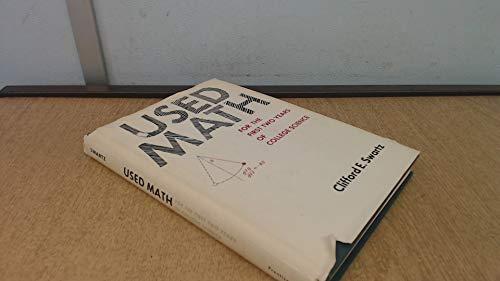 USED
MATH
FOR THE
FIRST TWO YEARS
OF
COLLEGE SCIENCE
Clifford E. Swartz
SWARTZ
USED MATH
FOR THE FIRST TWO YEARS